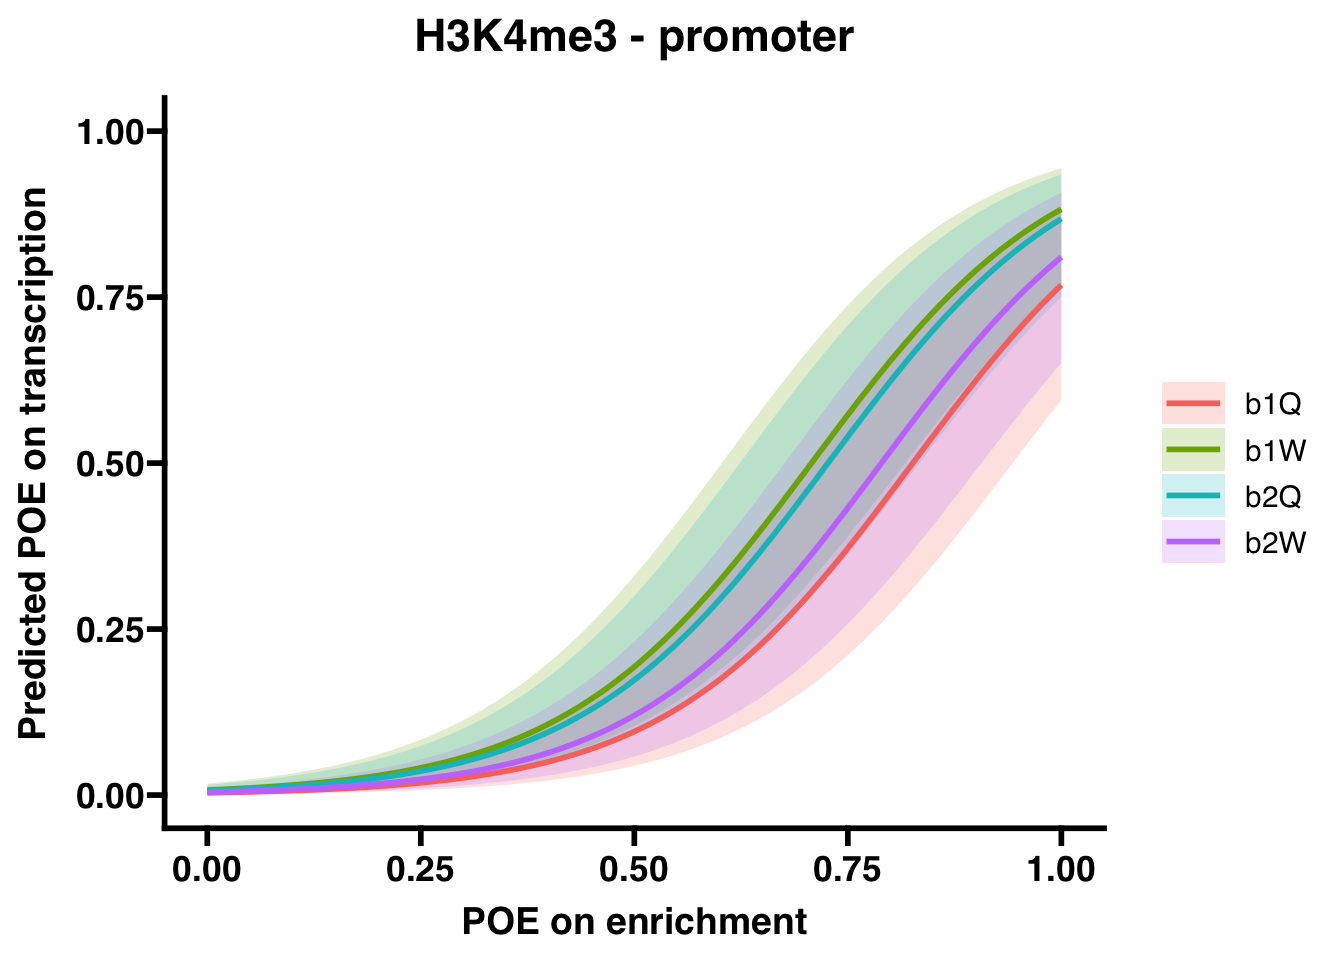 H3K4me3 - promoter
Predicted POE on transcription
1.00
0.75
0.50
0.25
0.00
0.00 0.25 0.50 0.75 1.00
POE on enrichment
b1Q
b1W
b2Q
b2W